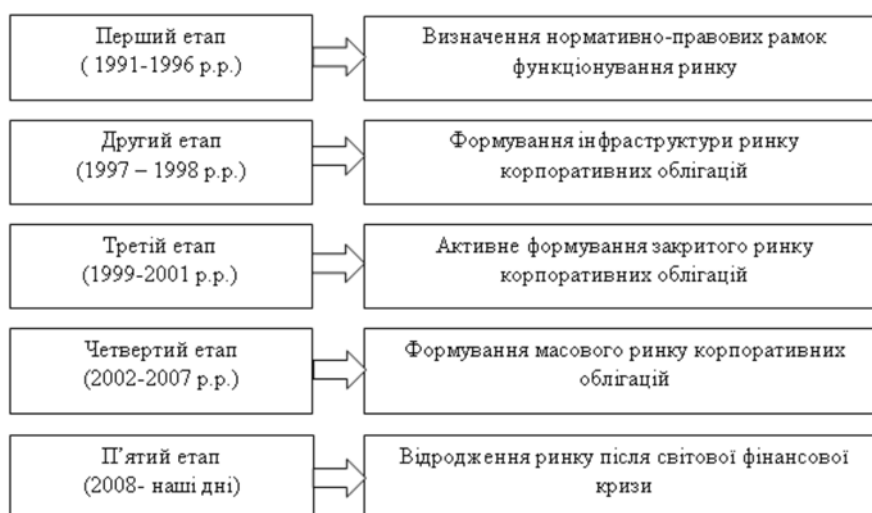 Перший етап
( 1991-1996 р.р.)
Визначення нормативно-правових рамок
функціонування ринку
Другий етап
(1997 – 1998 р.р.)
Формування інфраструктури ринку
корпоративних облігацій
Третій етап
(1999-2001 р.р.)
Активне формування закритого ринку
корпоративних облігацій
Четвертий етап
(2002-2007 р.р.)
Формування масового ринку корпоративних
облігацій
П’ятий етап
(2008- наші дні)
Відродження ринку після світової фінансової
кризи